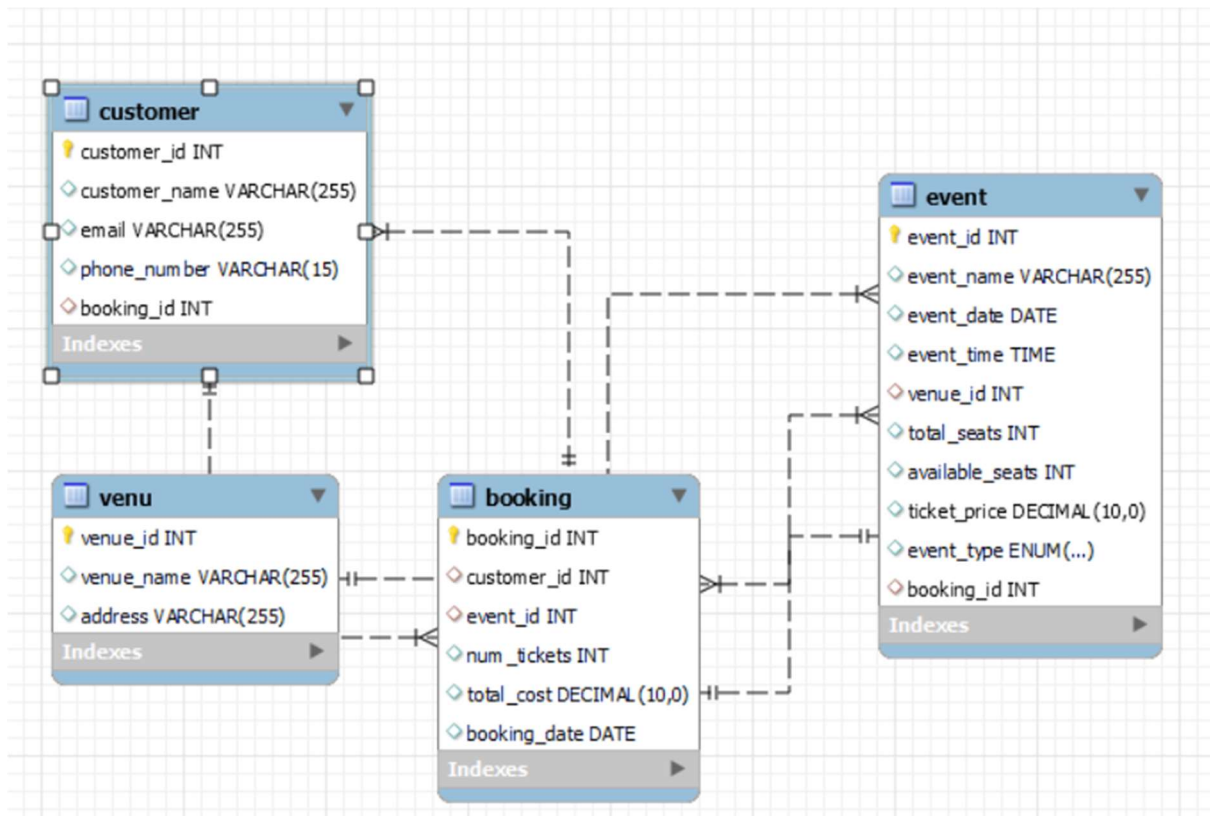 customer
customer_id INT
customer_name VARCHAR(255)
email VARCHAR(255)
phone_number VARCHAR(15)
booking_id INT
Indexes
venu
venue_id INT
venue_name VARCHAR(255)
address VARCHAR(255)
Indexes
booking
booking_id INT
customer_id INT
event_id INT
num_tickets INT
total_cost DECIMAL(10,0)
booking_date DATE
Indexes
event
event_id INT
event_name VARCHAR(255)
event_date DATE
event_time TIME
venue_id INT
total_seats INT
available_seats INT
ticket_price DECIMAL(10,0)
event_type ENUM(...)
booking_id INT
Indexes